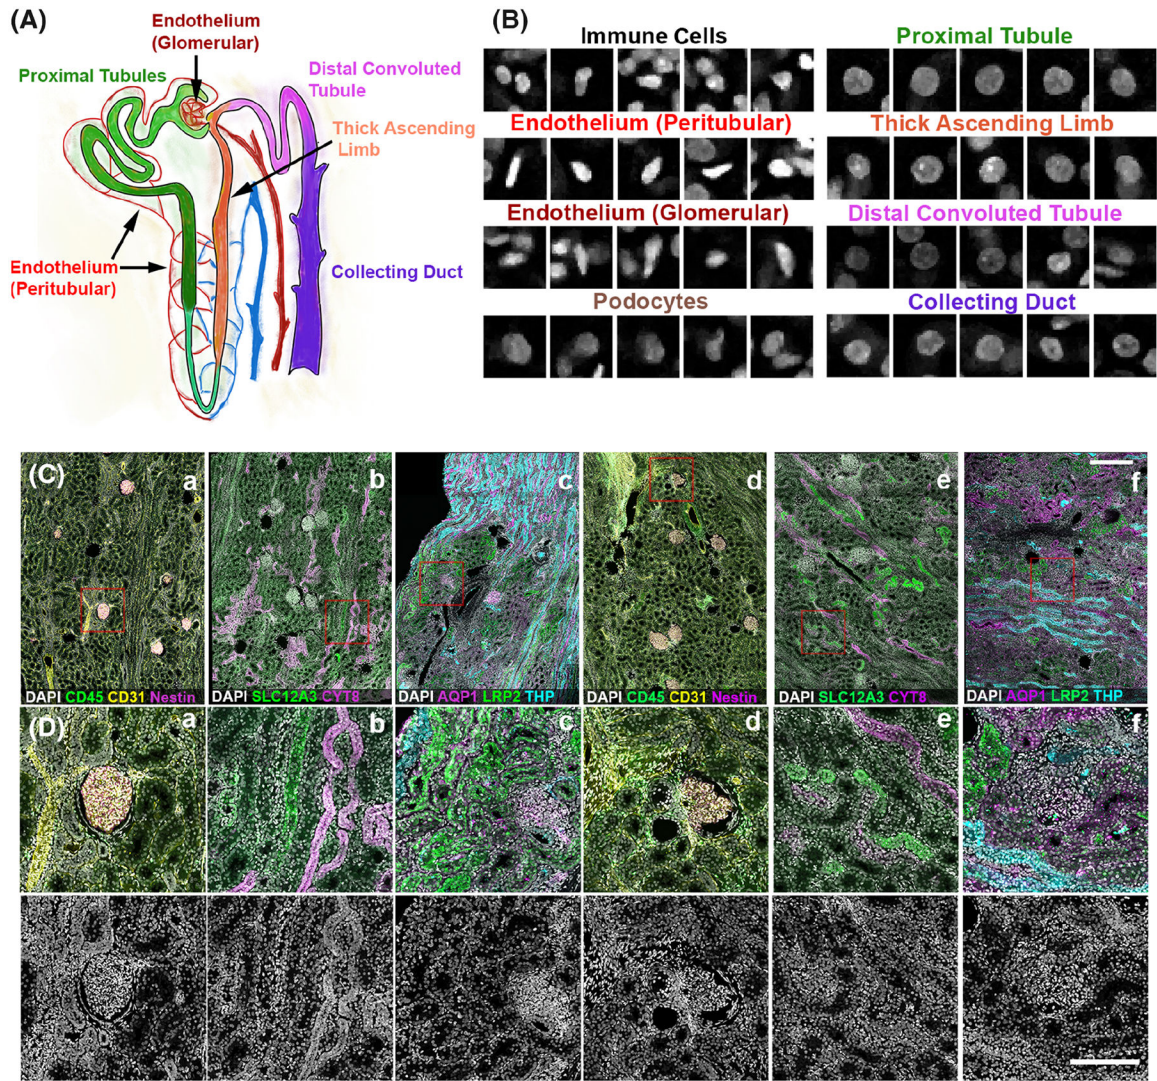 (A)
Endothelium
(Glomerular)
Proximal Tubules
Distal Convoluted
Tubule
Thick Ascending
Limb
Endothelium
(Peritubular)
Collecting Duct
(B)
Immune Cells
Proximal Tubule
Endothelium (Peritubular)
Thick Ascending Limb
Endothelium (Glomerular)
Distal Convoluted Tubule
Podocytes
Collecting Duct
(C)
a
b
c
d
e
f
DAPI CD45 CD31 Nestin
DAPI SLC12A3 CYT8
DAPI AQP1 LRP2 THP
DAPI CD45 CD31 Nestin
DAPI SLC12A3 CYT8
DAPI AQP1 LRP2 THP
(D)
a
b
c
d
e
f